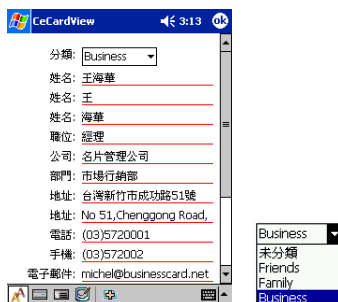 CeCardView 3:13 ok
分類: Business
姓名: 王海華
姓名: 王
姓名: 海華
職位: 經理
公司: 名片管理公司
部門: 市場行銷部
地址: 台灣新竹市成功路51號
地址: No 51,Chenggong Road,
電話: (03)5720001
手機: (03)572002
電子郵件: michel@businesscard.net
Business
未分類
Friends
Family
Business